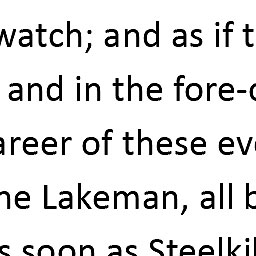 watch; and as if t
and in the fore-
areer of these eve
he Lakeman, all b
s soon as Steelkil